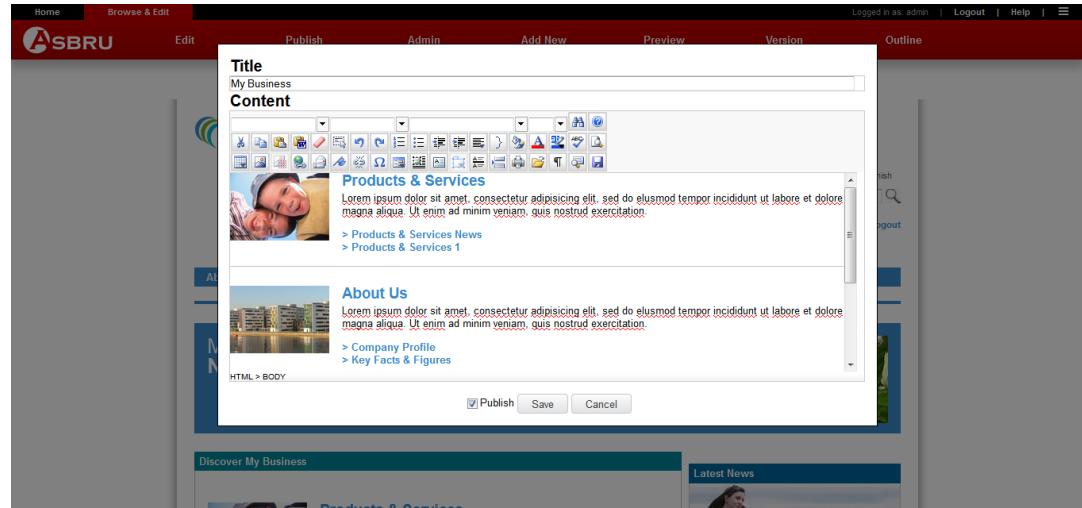 Home Browse & Edit Logged in as: admin | Logout | Help |
ASBRU Edit Publish Admin Add New Preview Version Outline
Title
My Business
Content
Products & Services
Lorem ipsum dolor sit amet, consectetur adipisicing elit, sed do elusmod tempor incididunt ut labore et dolore
magna aliqua. Ut enim ad minim veniam, quis nostrud exercitation.
> Products & Services News
> Products & Services 1
About Us
Lorem ipsum dolor sit amet, consectetur adipisicing elit, sed do elusmod tempor incididunt ut labore et dolore
magna aliqua. Ut enim ad minim veniam, quis nostrud exercitation.
> Company Profile
> Key Facts & Figures
HTML > BODY
Publish Save Cancel
Discover My Business
Latest News
Products & Services